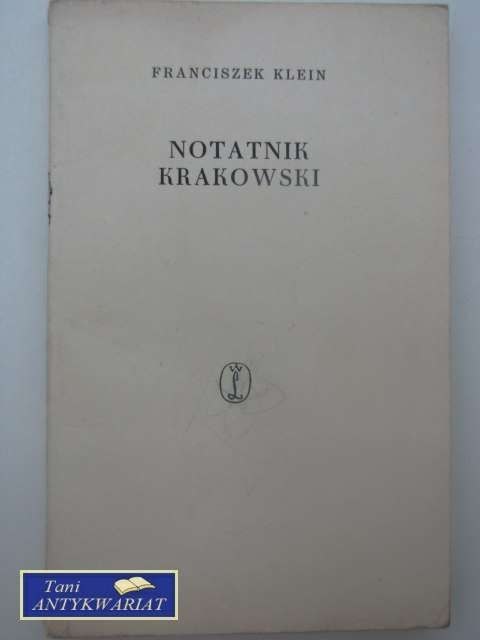 FRANCISZEK KLEIN
NOTATNIK
KRAKOWSKI
W
L
Tani
ANTYKWARIAT